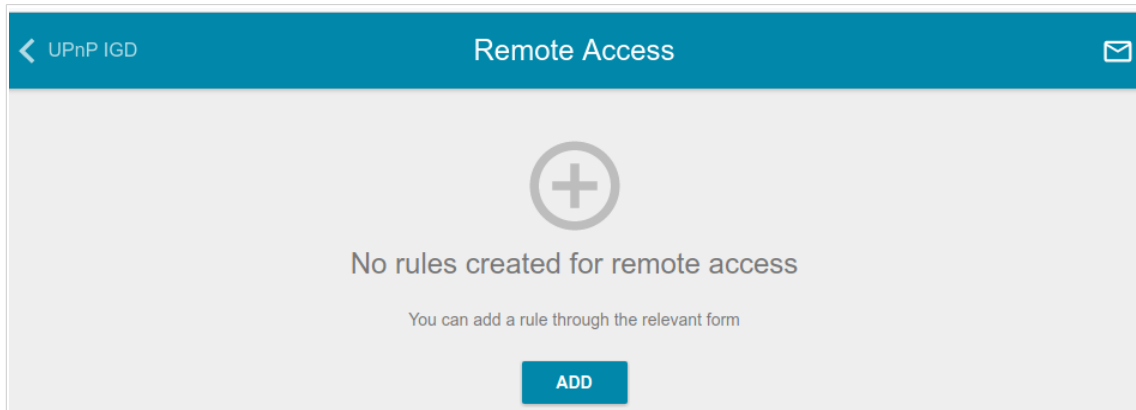 UPnP IGD
Remote Access
No rules created for remote access
You can add a rule through the relevant form
ADD